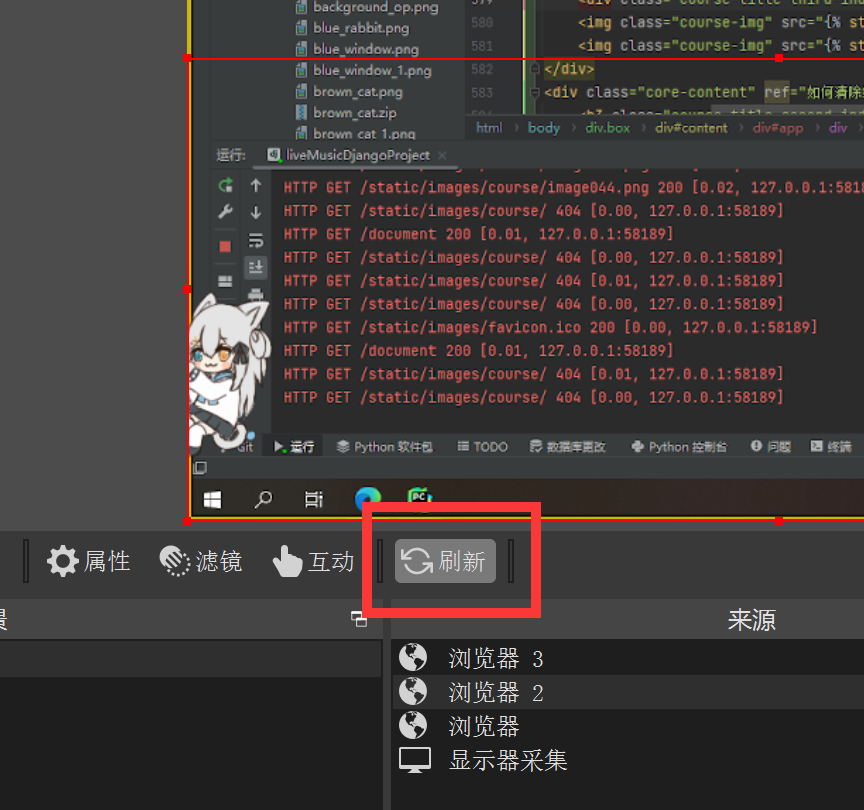 background_op.png
blue_rabbit.png
blue_window.png
blue_window_1.png
brown_cat.png
brown_cat.zip
brown_cat_1.png
580 <img class="course-img" src="{% st
581 <img class="course-img" src="{% st
582 </div>
583 <div class="core-content" ref="如何清除
html › body › div.box › div#content › div#app › div
运行: liveMusicDjangoProject ×
HTTP GET /static/images/course/image044.png 200 [0.02, 127.0.0.1:5818
HTTP GET /static/images/course/ 404 [0.00, 127.0.0.1:58189]
HTTP GET /document 200 [0.01, 127.0.0.1:58189]
HTTP GET /static/images/course/ 404 [0.00, 127.0.0.1:58189]
HTTP GET /static/images/course/ 404 [0.01, 127.0.0.1:58189]
HTTP GET /static/images/course/ 404 [0.00, 127.0.0.1:58189]
HTTP GET /static/images/favicon.ico 200 [0.00, 127.0.0.1:58189]
HTTP GET /document 200 [0.01, 127.0.0.1:58189]
HTTP GET /static/images/course/ 404 [0.01, 127.0.0.1:58189]
HTTP GET /static/images/course/ 404 [0.00, 127.0.0.1:58189]
Git 运行 Python 软件包 TODO 数据库更改 Python 控制台 问题 终端
PC
属性 滤镜 互动 刷新
景 来源
浏览器 3
浏览器 2
浏览器
显示器采集